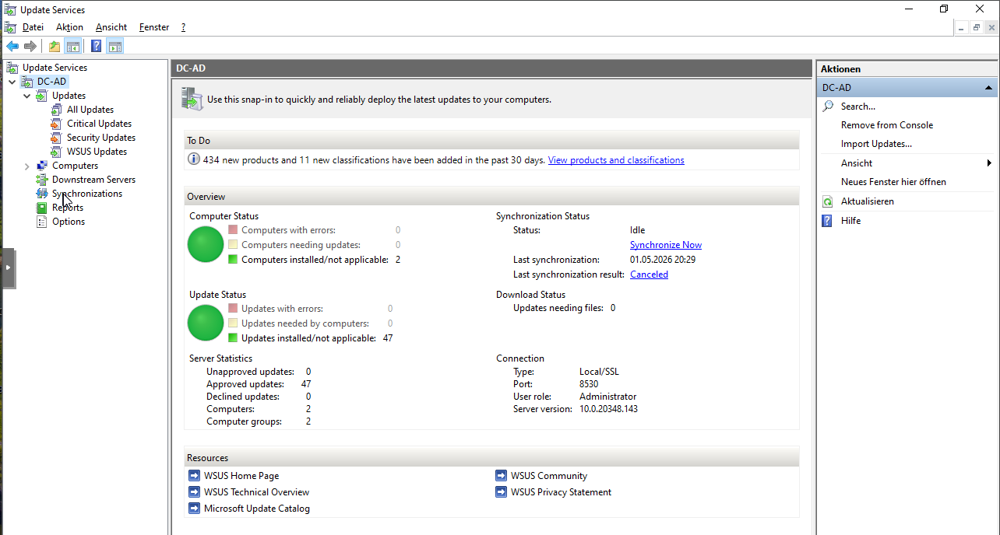 Update Services
Datei Aktion Ansicht Fenster ?
Update Services
DC-AD
Updates
All Updates
Critical Updates
Security Updates
WSUS Updates
Computers
Downstream Servers
Synchronizations
Reports
Options
DC-AD
Use this snap-in to quickly and reliably deploy the latest updates to your computers.
To Do
434 new products and 11 new classifications have been added in the past 30 days. View products and classifications
Overview
Computer Status
Computers with errors: 0
Computers needing updates: 0
Computers installed/not applicable: 2
Synchronization Status
Status: Idle
Synchronize Now
Last synchronization: 01.05.2026 20:29
Last synchronization result: Canceled
Update Status
Updates with errors: 0
Updates needed by computers: 0
Updates installed/not applicable: 47
Download Status
Updates needing files: 0
Server Statistics
Unapproved updates: 0
Approved updates: 47
Declined updates: 0
Computers: 2
Computer groups: 2
Connection
Type: Local/SSL
Port: 8530
User role: Administrator
Server version: 10.0.20348.143
Resources
WSUS Home Page
WSUS Technical Overview
Microsoft Update Catalog
WSUS Community
WSUS Privacy Statement
Aktionen
DC-AD
Search...
Remove from Console
Import Updates...
Ansicht
Neues Fenster hier öffnen
Aktualisieren
Hilfe